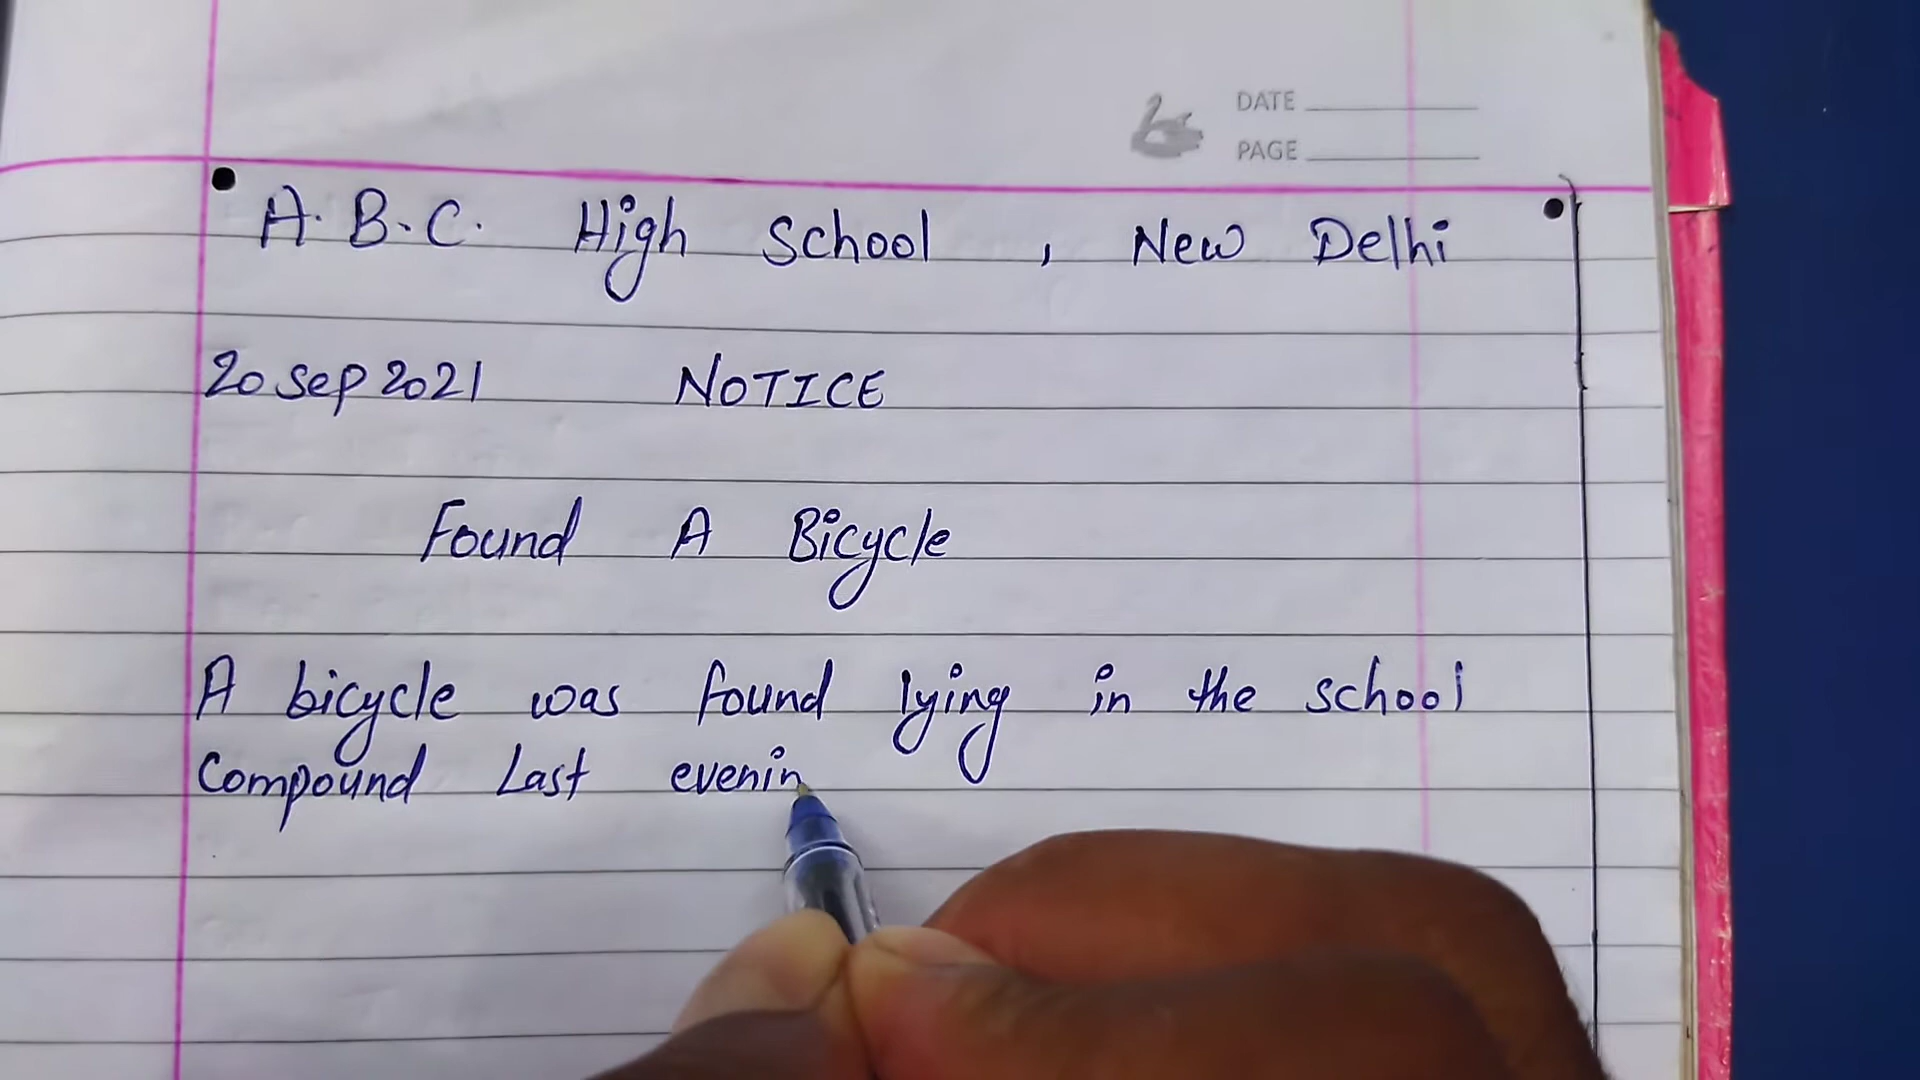 DATE
PAGE
A.B.C. High School , New Delhi
20 Sep 2021 NOTICE
Found A Bicycle
A bicycle was found lying in the school
Compound Last evenin